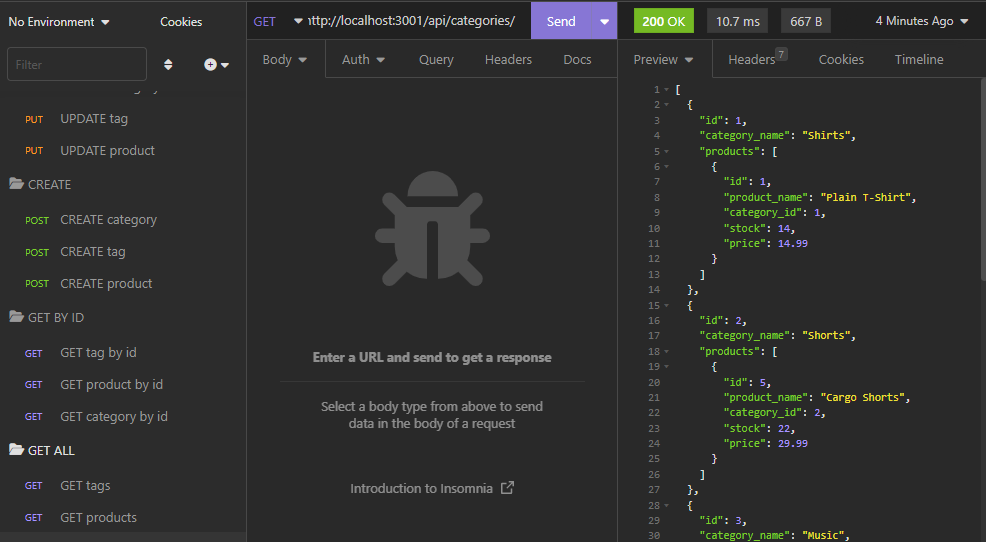 No Environment
Cookies
Filter
PUT UPDATE tag
PUT UPDATE product
CREATE
POST CREATE category
POST CREATE tag
POST CREATE product
GET BY ID
GET GET tag by id
GET GET product by id
GET GET category by id
GET ALL
GET GET tags
GET GET products
GET http://localhost:3001/api/categories/ Send
Body Auth Query Headers Docs
Enter a URL and send to get a response
Select a body type from above to send
data in the body of a request
Introduction to Insomnia
200 OK 10.7 ms 667 B 4 Minutes Ago
Preview Headers 7 Cookies Timeline
1 [
2 {
3 "id": 1,
4 "category_name": "Shirts",
5 "products": [
6 {
7 "id": 1,
8 "product_name": "Plain T-Shirt",
9 "category_id": 1,
10 "stock": 14,
11 "price": 14.99
12 }
13 ]
14 },
15 {
16 "id": 2,
17 "category_name": "Shorts",
18 "products": [
19 {
20 "id": 5,
21 "product_name": "Cargo Shorts",
22 "category_id": 2,
23 "stock": 22,
24 "price": 29.99
25 }
26 ]
27 },
28 {
29 "id": 3,
30 "category_name": "Music",